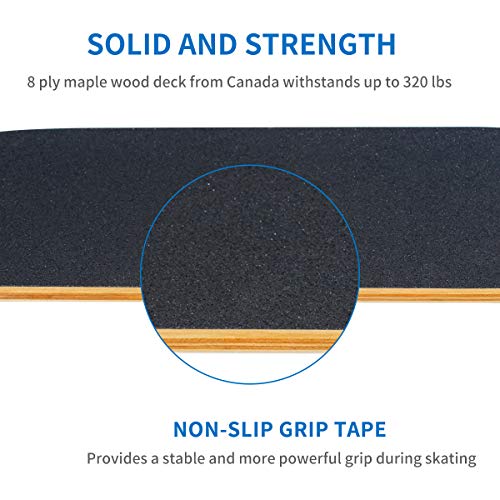 SOLID AND STRENGTH
8 ply maple wood deck from Canada withstands up to 320 lbs
NON-SLIP GRIP TAPE
Provides a stable and more powerful grip during skating